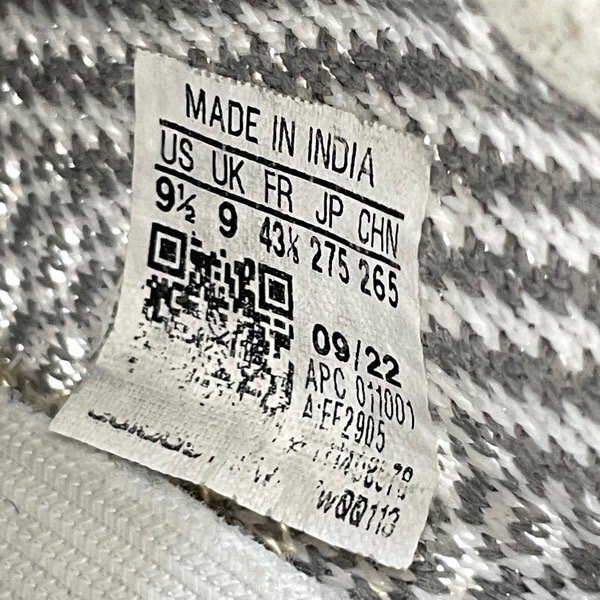 MADE IN INDIA
US UK FR JP CHN
9½ 9 43⅓ 275 265
09/22
APC 011001
WQQ113